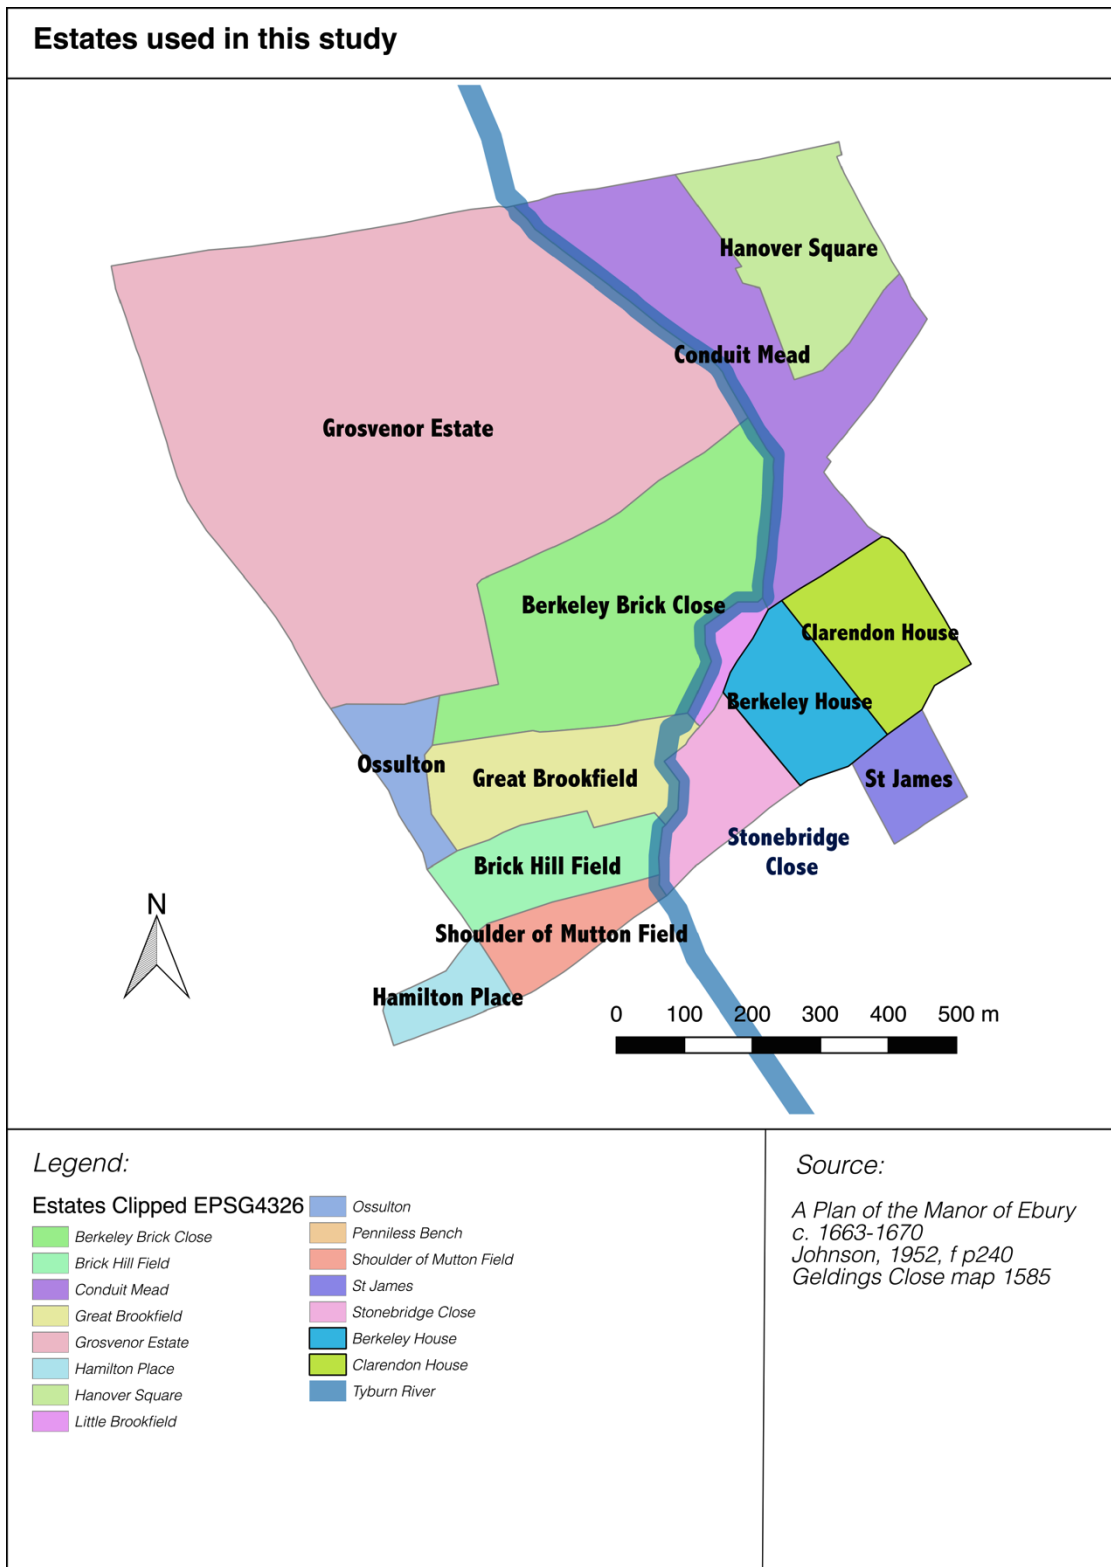 Estates used in this study
Hanover Square
Conduit Mead
Grosvenor Estate
Berkeley Brick Close
Clarendon House
Berkeley House
Ossulton
Great Brookfield
St James
Stonebridge
Close
Brick Hill Field
Shoulder of Mutton Field
Hamilton Place
N
0 100 200 300 400 500 m
Legend:
Estates Clipped EPSG4326
Berkeley Brick Close
Brick Hill Field
Conduit Mead
Great Brookfield
Grosvenor Estate
Hamilton Place
Hanover Square
Little Brookfield
Ossulton
Penniless Bench
Shoulder of Mutton Field
St James
Stonebridge Close
Berkeley House
Clarendon House
Tyburn River
Source:
A Plan of the Manor of Ebury
c. 1663-1670
Johnson, 1952, f p240
Geldings Close map 1585